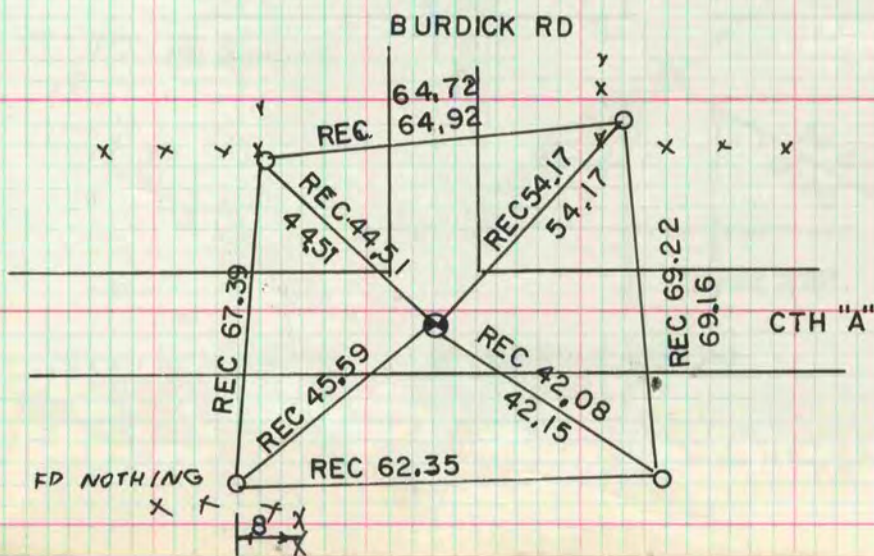 BURDICK RD
64.72
REC 64.92
REC 44.51
44.51
REC 54.17
54.17
REC 67.39
REC 69.22
69.16
CTH "A"
REC 45.59
REC 42.08
42.15
FD NOTHING
REC 62.35
8'